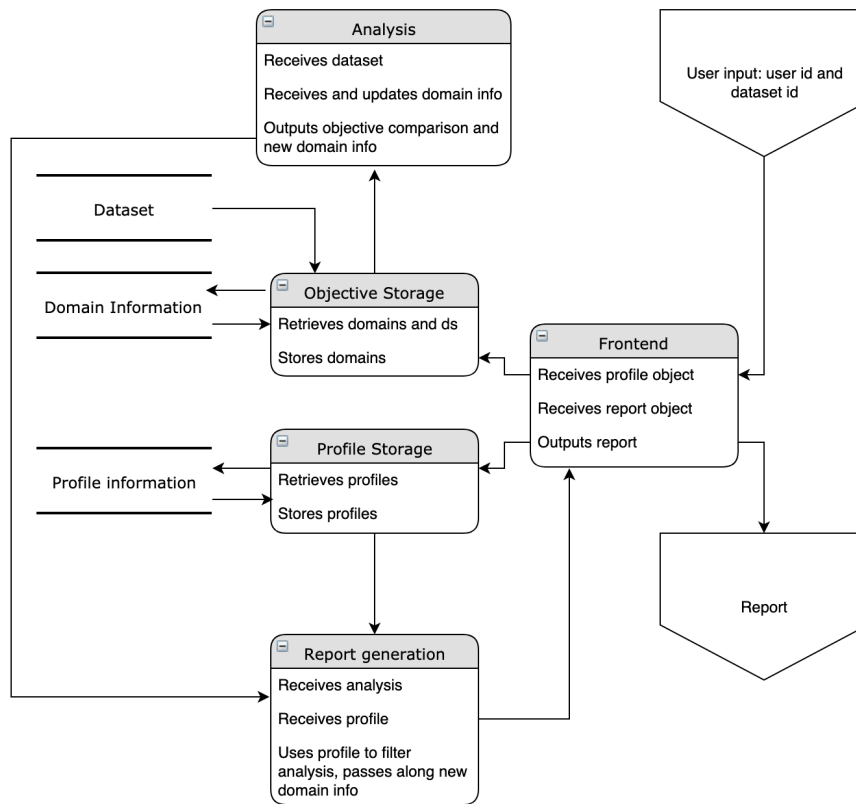 Analysis
Receives dataset
Receives and updates domain info
Outputs objective comparison and
new domain info
User input: user id and
dataset id
Dataset
Domain Information
Objective Storage
Retrieves domains and ds
Stores domains
Frontend
Receives profile object
Receives report object
Outputs report
Profile information
Profile Storage
Retrieves profiles
Stores profiles
Report
Report generation
Receives analysis
Receives profile
Uses profile to filter
analysis, passes along new
domain info